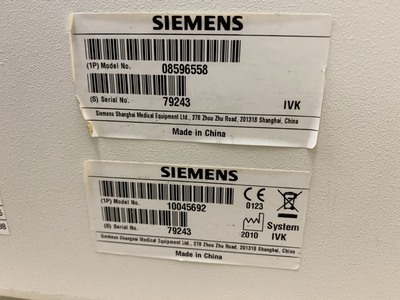 SIEMENS
(1P) Model No. 08596558
(S) Serial No. 79243 IVK
Siemens Shanghai Medical Equipment Ltd., 278 Zhou Zhu Road, 201318 Shanghai, China
Made in China
SIEMENS
(1P) Model No. 10045692
CE 0123
(S) Serial No. 79243
2010
System
IVK
Siemens Shanghai Medical Equipment Ltd., 278 Zhou Zhu Road, 201318 Shanghai, China
Made in China